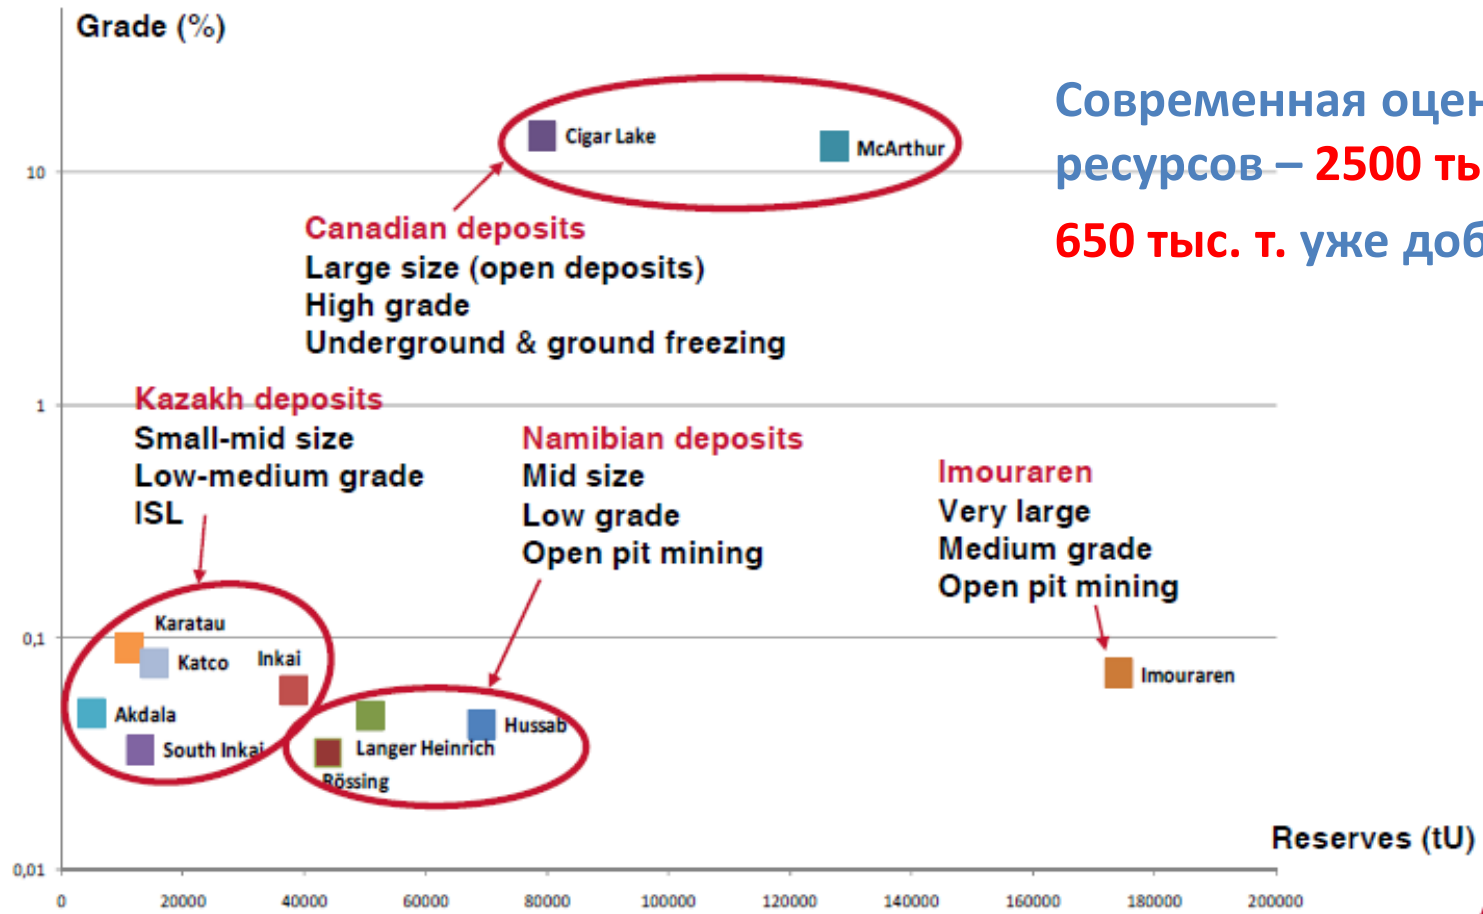 Grade (%)
Современная
ресурсов – 2500
650 тыс. т. уже
Cigar Lake
McArthur
10
Canadian deposits
Large size (open deposits)
High grade
Underground & ground freezing
1
Kazakh deposits
Small-mid size
Low-medium grade
ISL
Namibian deposits
Mid size
Low grade
Open pit mining
Imouraren
Very large
Medium grade
Open pit mining
0,1
Karatau
Katco
Inkai
Akdala
South Inkai
Langer Heinrich
Hussab
Rössing
Imouraren
Reserves (tU)
0,01
0 20000 40000 60000 80000 100000 120000 140000 160000 180000 200000